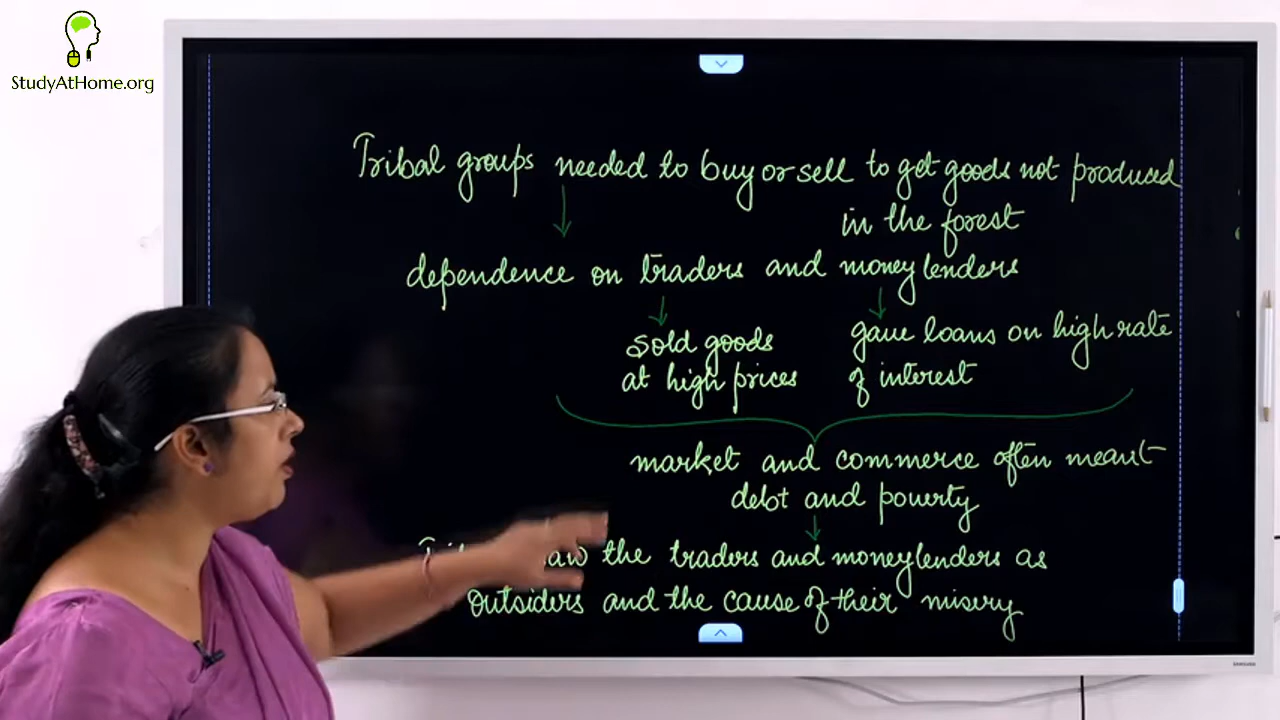 StudyAtHome.org
Tribal groups needed to buy or sell to get goods not produced
in the forest
dependence on traders and moneylenders
sold goods
at high prices
gave loans on high rate
of interest
market and commerce often meant
debt and poverty
the traders and moneylenders as
outsiders and the cause of their misery
SAMSUNG